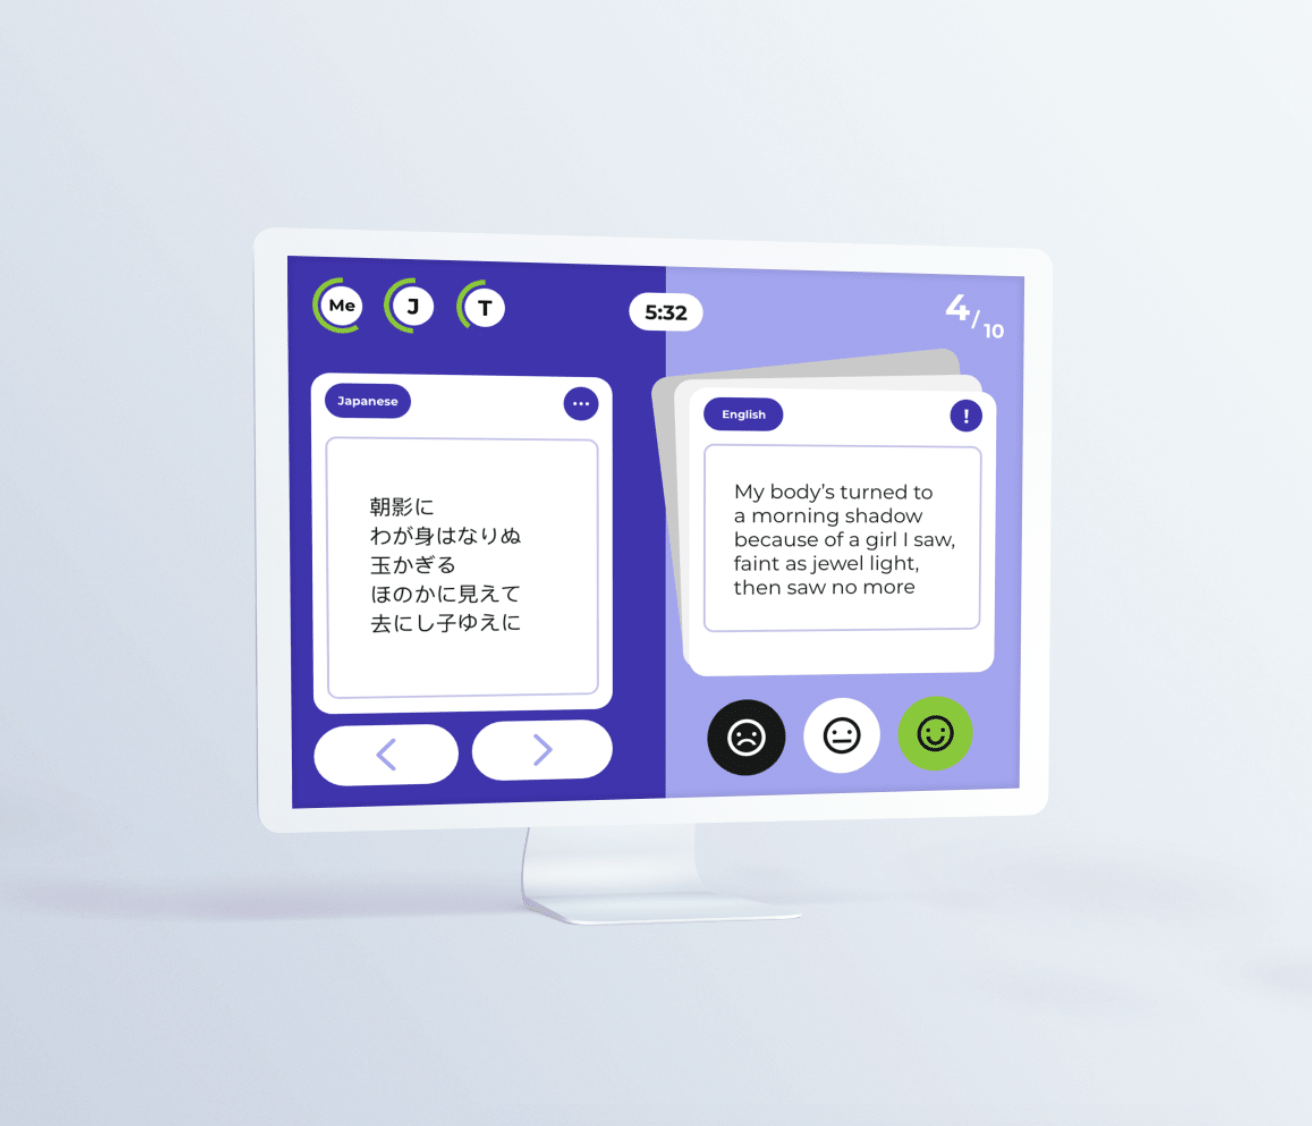 Me
J
T
5:32
4/10
Japanese
...
朝影に
わが身はなりぬ
玉かぎる
ほのかに見えて
去にし子ゆえに
English
!
My body’s turned to
a morning shadow
because of a girl I saw,
faint as jewel light,
then saw no more